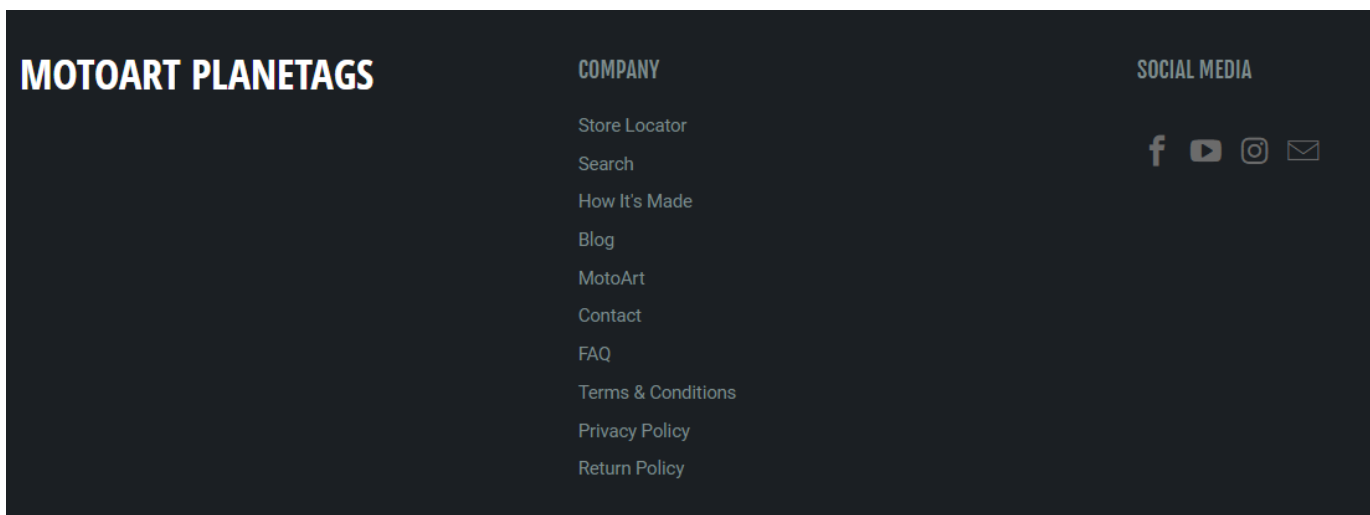 MOTOART PLANETAGS
COMPANY
Store Locator
Search
How It's Made
Blog
MotoArt
Contact
FAQ
Terms & Conditions
Privacy Policy
Return Policy
SOCIAL MEDIA